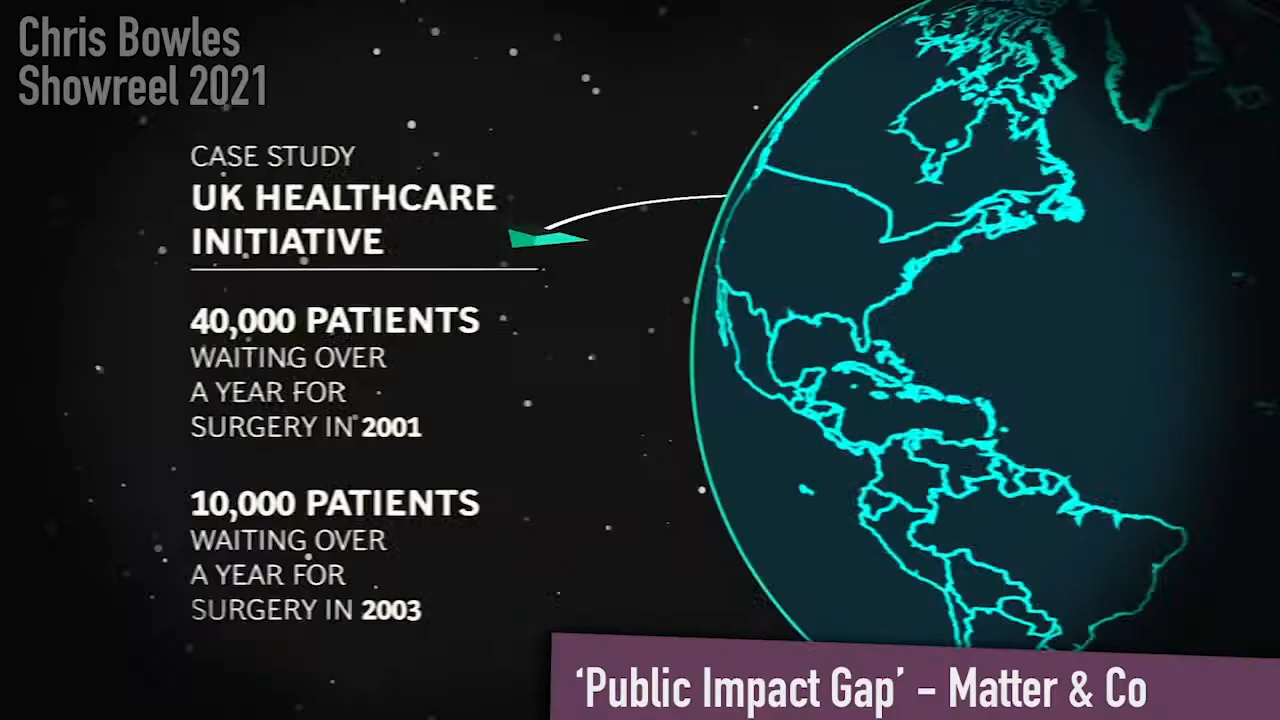 Chris Bowles
Showreel 2021
CASE STUDY
UK HEALTHCARE
INITIATIVE
40,000 PATIENTS
WAITING OVER
A YEAR FOR
SURGERY IN 2001
10,000 PATIENTS
WAITING OVER
A YEAR FOR
SURGERY IN 2003
‘Public Impact Gap’ – Matter & Co